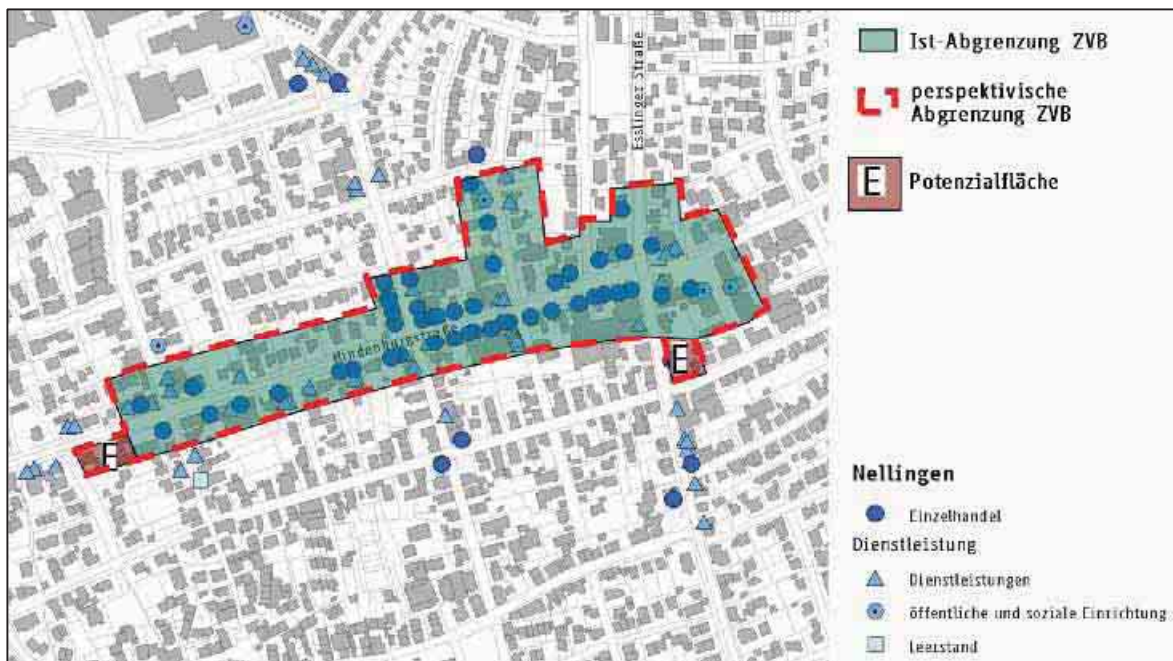 Esslinger Straße
Hindenburgstraße
E
E
Ist-Abgrenzung ZVB
perspektivische
Abgrenzung ZVB
E
Potenzialfläche
Nellingen
Einzelhandel
Dienstleistung
Dienstleistungen
öffentliche und soziale Einrichtung
Leerstand